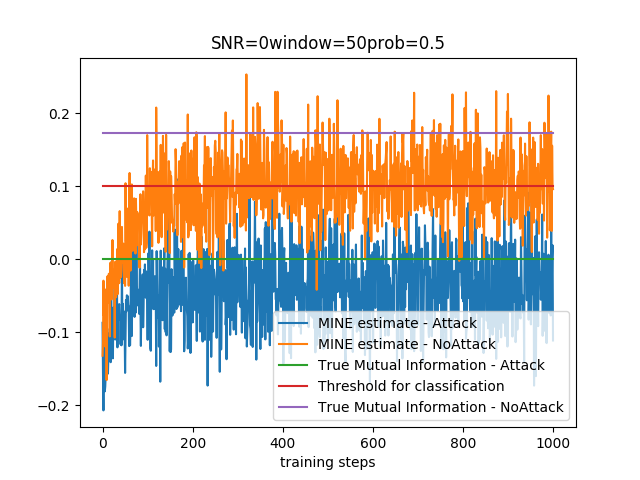 SNR=0window=50prob=0.5
0.2
0.1
0.0
−0.1
−0.2
MINE estimate - Attack
MINE estimate - NoAttack
True Mutual Information - Attack
Threshold for classification
True Mutual Information - NoAttack
0 200 400 600 800 1000
training steps